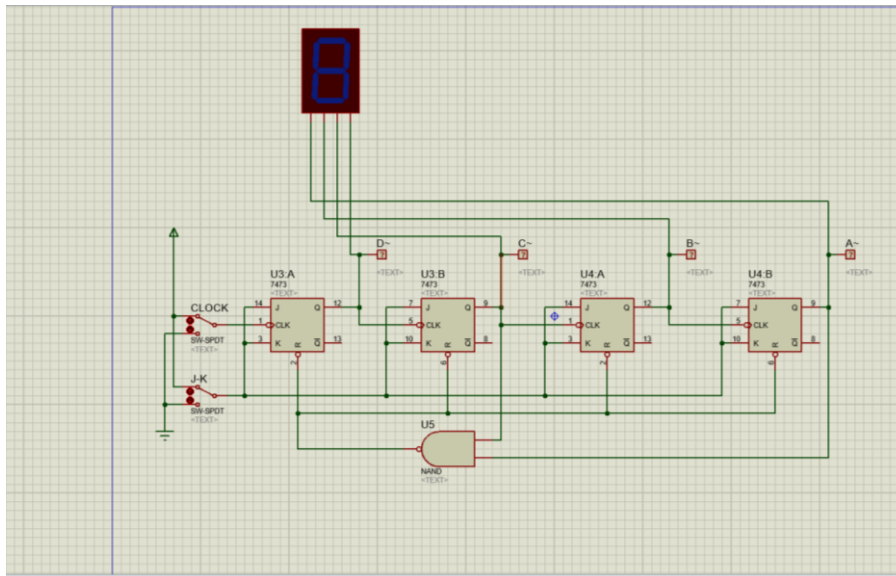 D~
C~
B~
A~
?
?
?
?
<TEXT>
<TEXT>
<TEXT>
<TEXT>
U3:A
U3:B
U4:A
U4:B
7473
7473
7473
7473
<TEXT>
<TEXT>
<TEXT>
<TEXT>
CLOCK
14 J Q 12
7 J Q 9
14 J Q 12
7 J Q 9
1 CLK
5 CLK
1 CLK
5 CLK
SW-SPDT
<TEXT>
3 K R Q 13
10 K R Q 8
3 K R Q 13
10 K R Q 8
2
6
2
6
J-K
SW-SPDT
<TEXT>
U5
NAND
<TEXT>